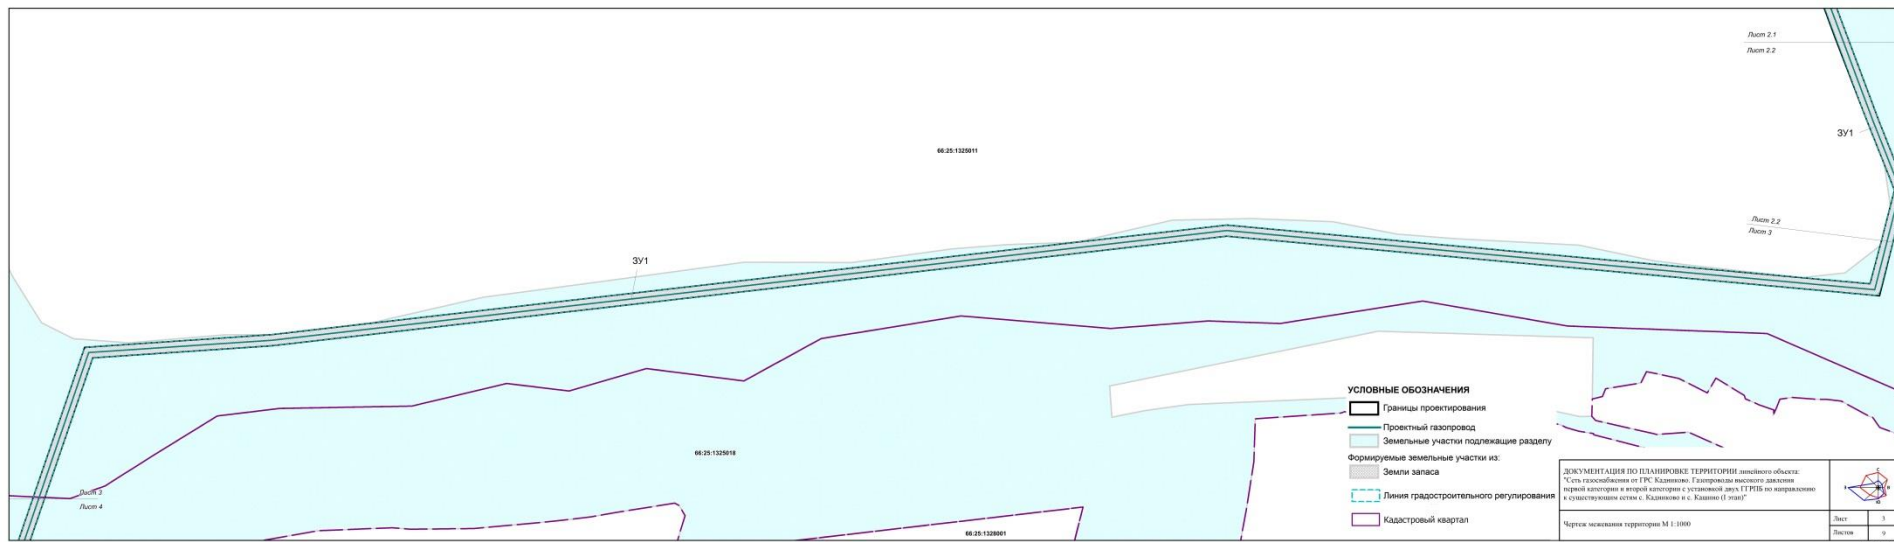 Лист 2.1
Лист 2.2
ЗУ1
66:25:1325011
Лист 2.2
Лист 3
ЗУ1
УСЛОВНЫЕ ОБОЗНАЧЕНИЯ
Границы проектирования
Проектный газопровод
Земельные участки подлежащие разделу
Формируемые земельные участки из:
Земли запаса
Линия градостроительного регулирования
Кадастровый квартал
66:25:1325018
Лист 3
Лист 4
66:25:1326001
ДОКУМЕНТАЦИЯ ПО ПЛАНИРОВКЕ ТЕРРИТОРИИ линейного объекта:
"Сеть газоснабжения от ГРС Кадниково. Газопроводы высокого давления
первой категории и второй категории с установкой двух ГГРПБ по направлению
к существующим сетям с. Кадниково и с. Кашино (I этап)"
Чертеж межевания территории М 1:1000
Лист 3
Листов 9